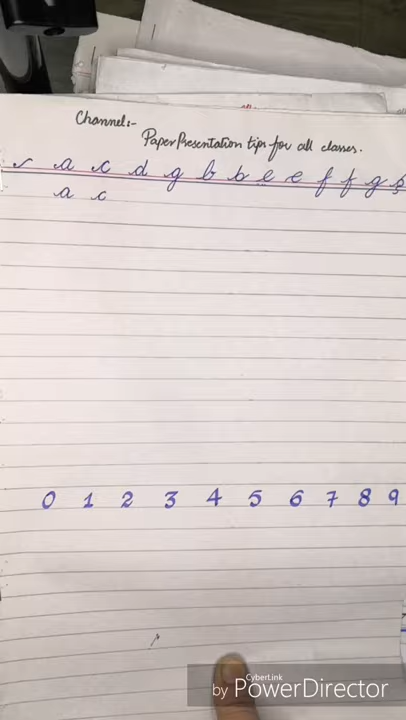 Channel:-
Paper Presentation tips for all classes.
a c d g b b e e f f g
a c
0 1 2 3 4 5 6 7 8 9
CyberLink
by PowerDirector